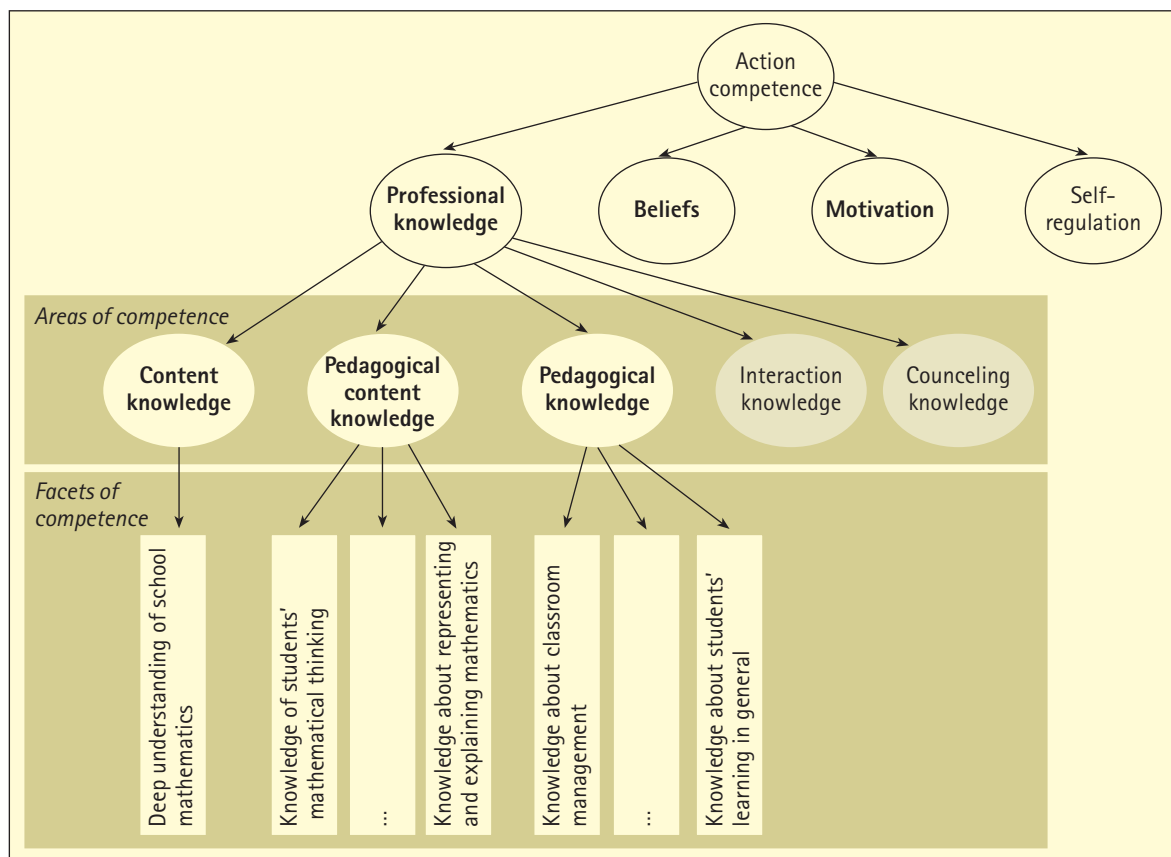 Action
competence
Professional
knowledge
Beliefs
Motivation
Self-
regulation
Areas of competence
Content
knowledge
Pedagogical
content
knowledge
Pedagogical
knowledge
Interaction
knowledge
Counceling
knowledge
Facets of
competence
Deep understanding of school
mathematics
Knowledge of students’
mathematical thinking
...
Knowledge about representing
and explaining mathematics
Knowledge about classroom
management
...
Knowledge about students’
learning in general